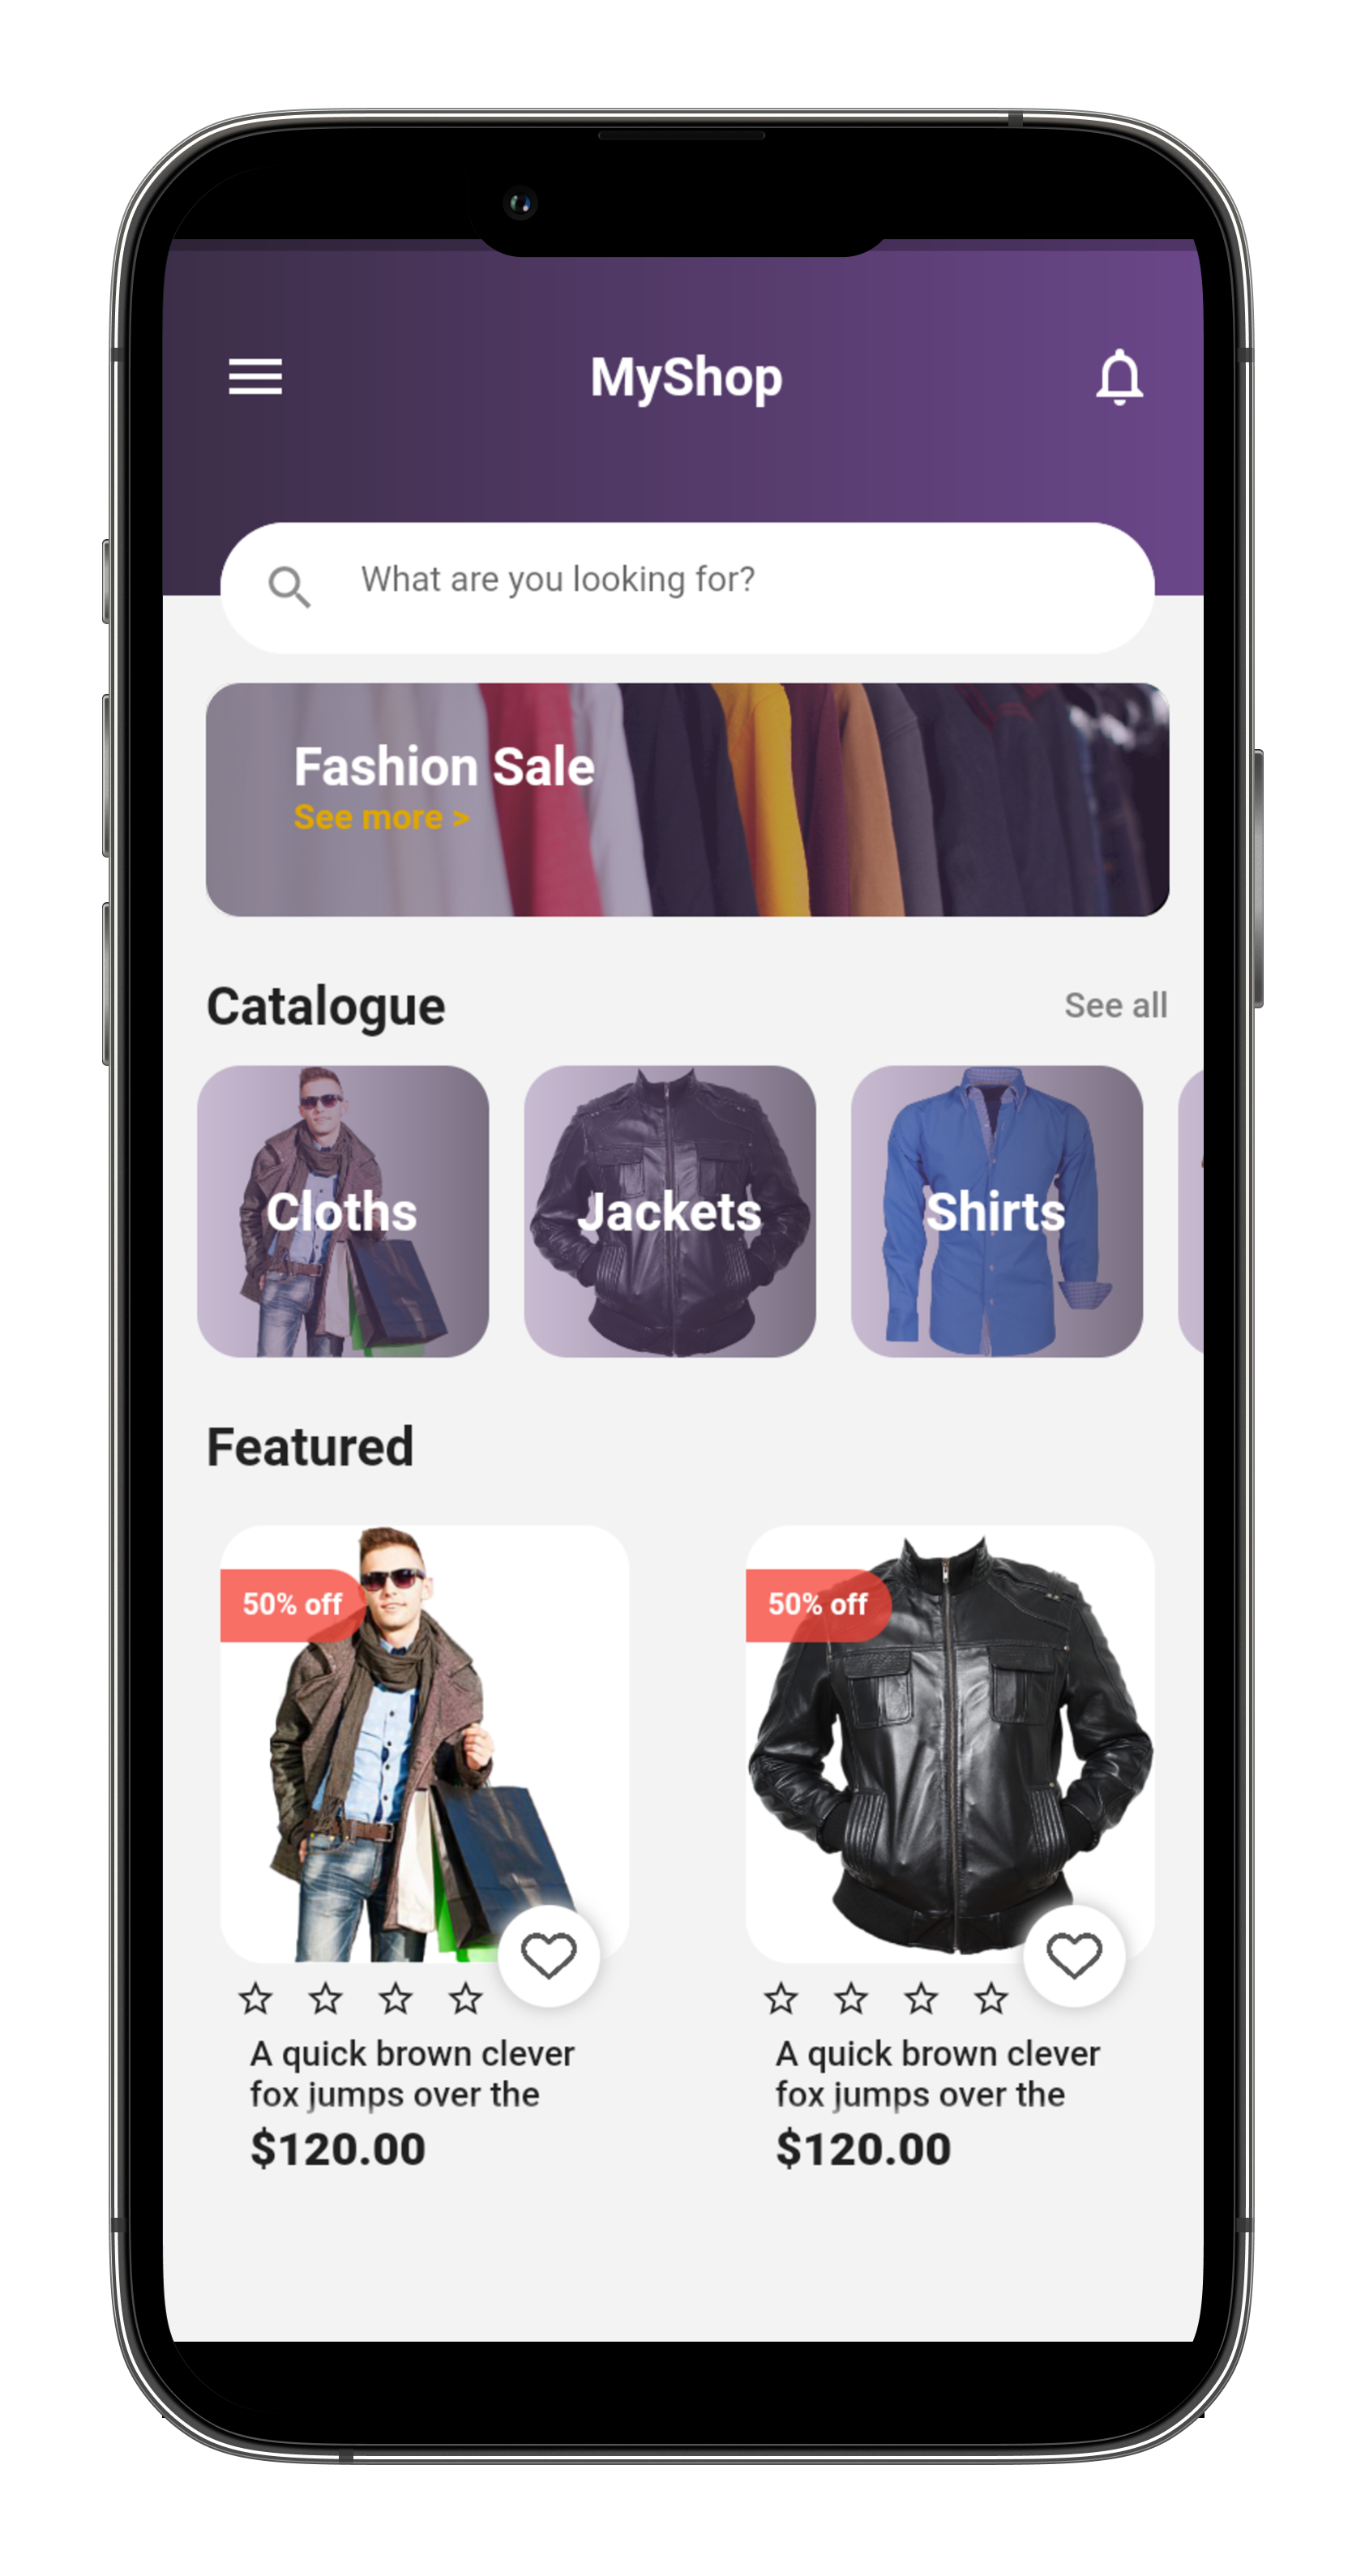 MyShop
What are you looking for?
Fashion Sale
See more >
Catalogue
See all
Cloths
Jackets
Shirts
Featured
50% off
50% off
A quick brown clever
fox jumps over the
$120.00
A quick brown clever
fox jumps over the
$120.00